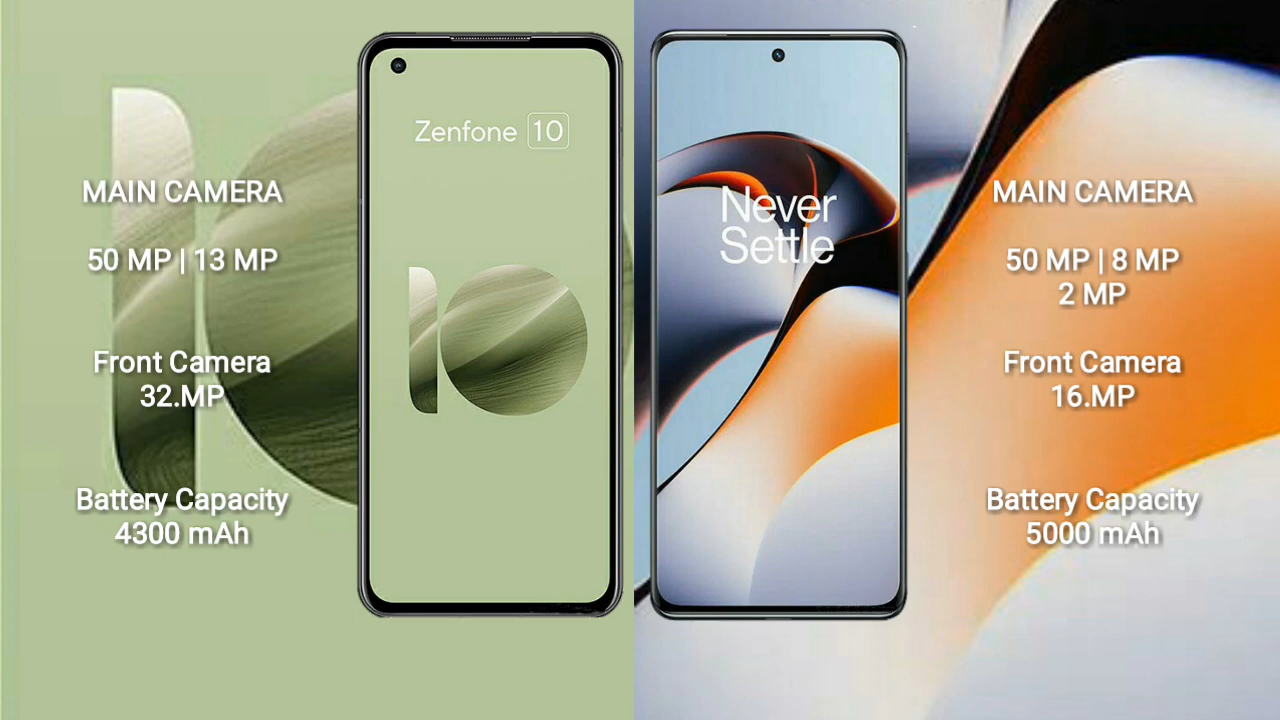 MAIN CAMERA
50 MP | 13 MP
Front Camera
32.MP
Battery Capacity
4300 mAh
Zenfone 10
10
Never
Settle
MAIN CAMERA
50 MP | 8 MP
2 MP
Front Camera
16.MP
Battery Capacity
5000 mAh